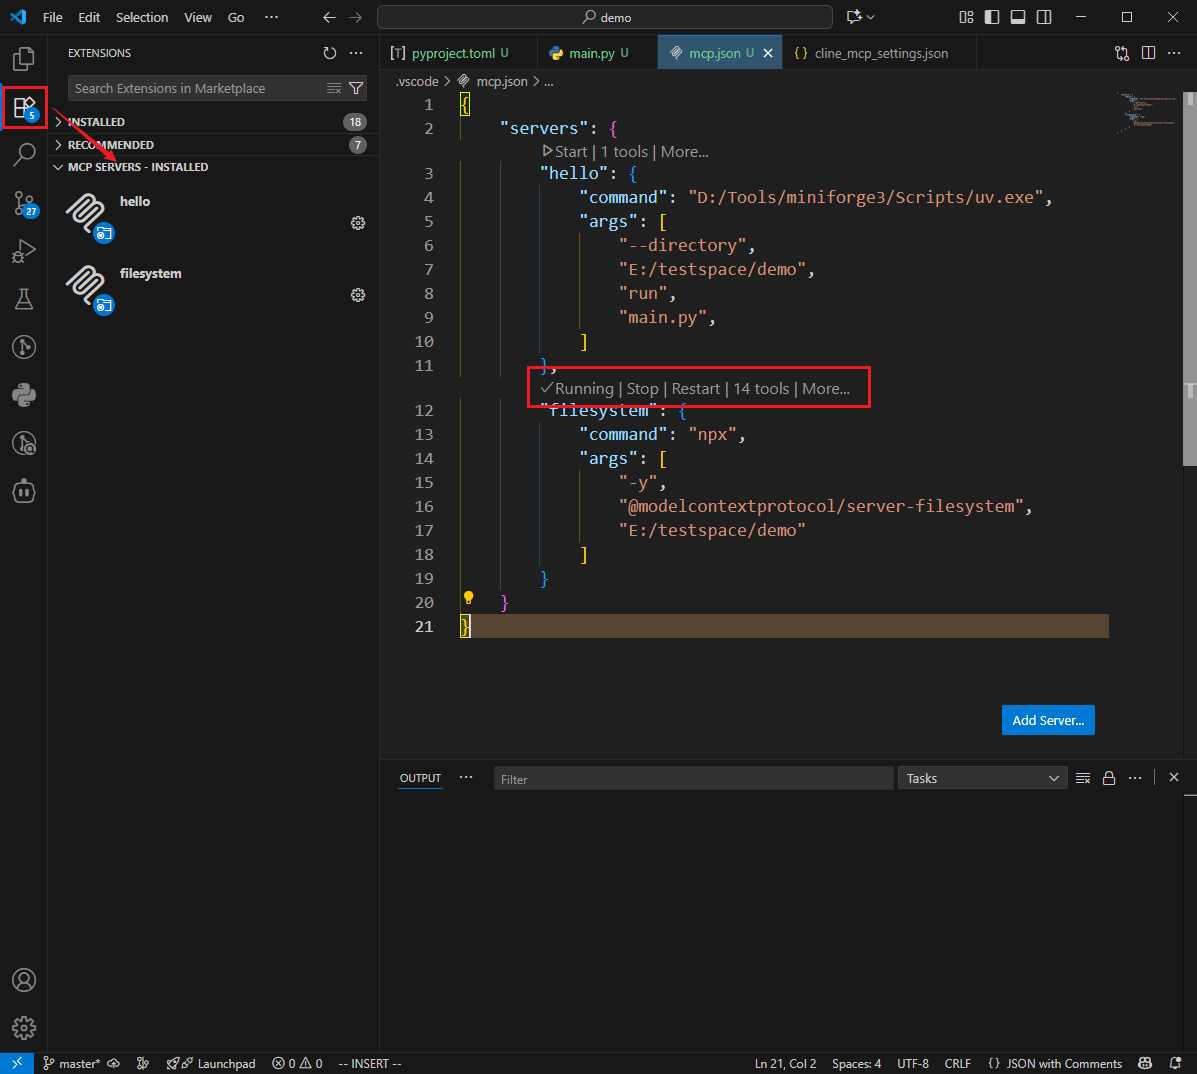 File Edit Selection View Go ··· demo
EXTENSIONS
Search Extensions in Marketplace
5
INSTALLED 18
RECOMMENDED 7
MCP SERVERS - INSTALLED
hello
27
filesystem
pyproject.toml U main.py U mcp.json U cline_mcp_settings.json
.vscode > mcp.json > ...
1 {
2 "servers": {
Start | 1 tools | More...
3 "hello": {
4 "command": "D:/Tools/miniforge3/Scripts/uv.exe",
5 "args": [
6 "--directory",
7 "E:/testspace/demo",
8 "run",
9 "main.py",
10 ]
11 },
✓Running | Stop | Restart | 14 tools | More...
12 "filesystem": {
13 "command": "npx",
14 "args": [
15 "-y",
16 "@modelcontextprotocol/server-filesystem",
17 "E:/testspace/demo"
18 ]
19 }
20 }
21 }
Add Server...
OUTPUT ··· Filter Tasks
master* Launchpad 0 0 -- INSERT -- Ln 21, Col 2 Spaces: 4 UTF-8 CRLF {} JSON with Comments